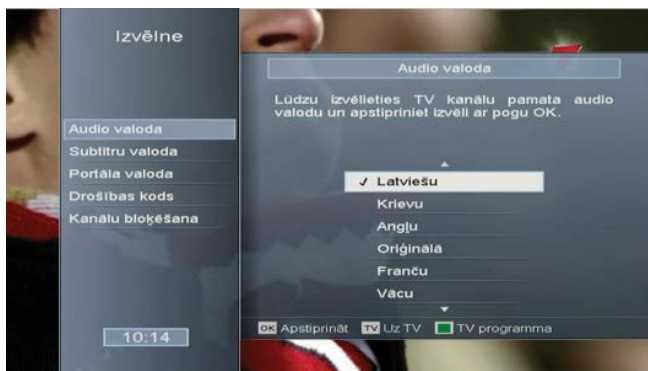 Izvēlne
Audio valoda
Subtitru valoda
Portāla valoda
Drošības kods
Kanālu bloķēšana
10:14
Audio valoda
Lūdzu izvēlieties TV kanālu pamata audio
valodu un apstipriniet izvēli ar pogu OK.
✓ Latviešu
Krievu
Angļu
Oriģinālā
Franču
Vācu
OK Apstiprināt TV Uz TV TV programma